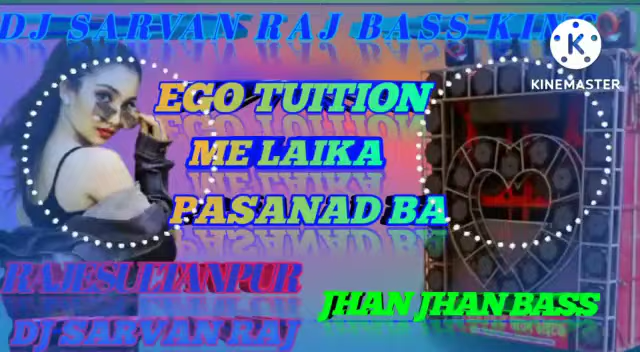 DJ SARVAN RAJ BASS KING
KINEMASTER
EGO TUITION
ME LAIKA
PASANAD BA
RAJESULTANPUR
JHAN JHAN BASS
DJ SARVAN RAJ